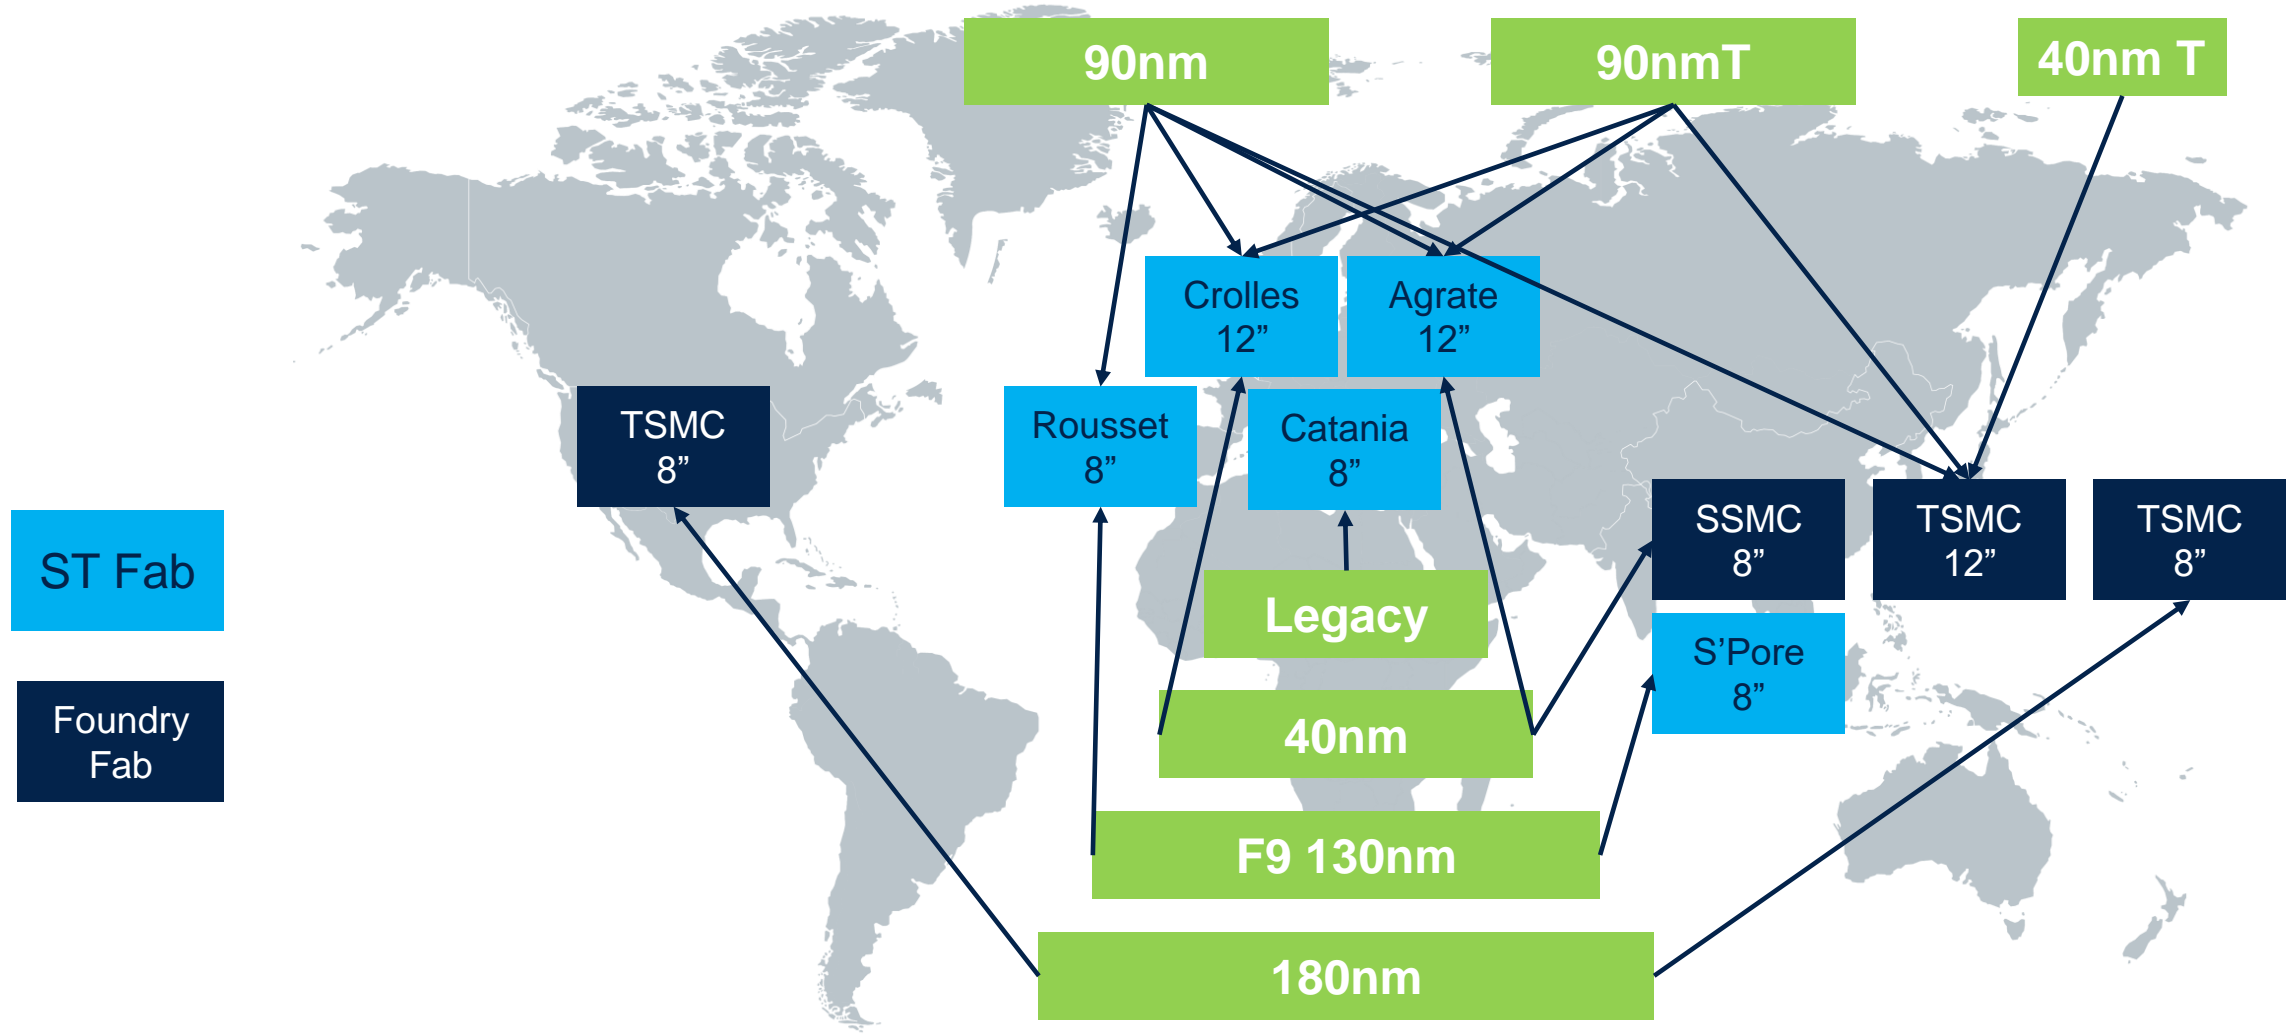 90nm
90nmT
40nm T
Crolles
12”
Agrate
12”
TSMC
8”
Rousset
8”
Catania
8”
SSMC
8”
TSMC
12”
TSMC
8”
ST Fab
Legacy
S’Pore
8”
Foundry
Fab
40nm
F9 130nm
180nm